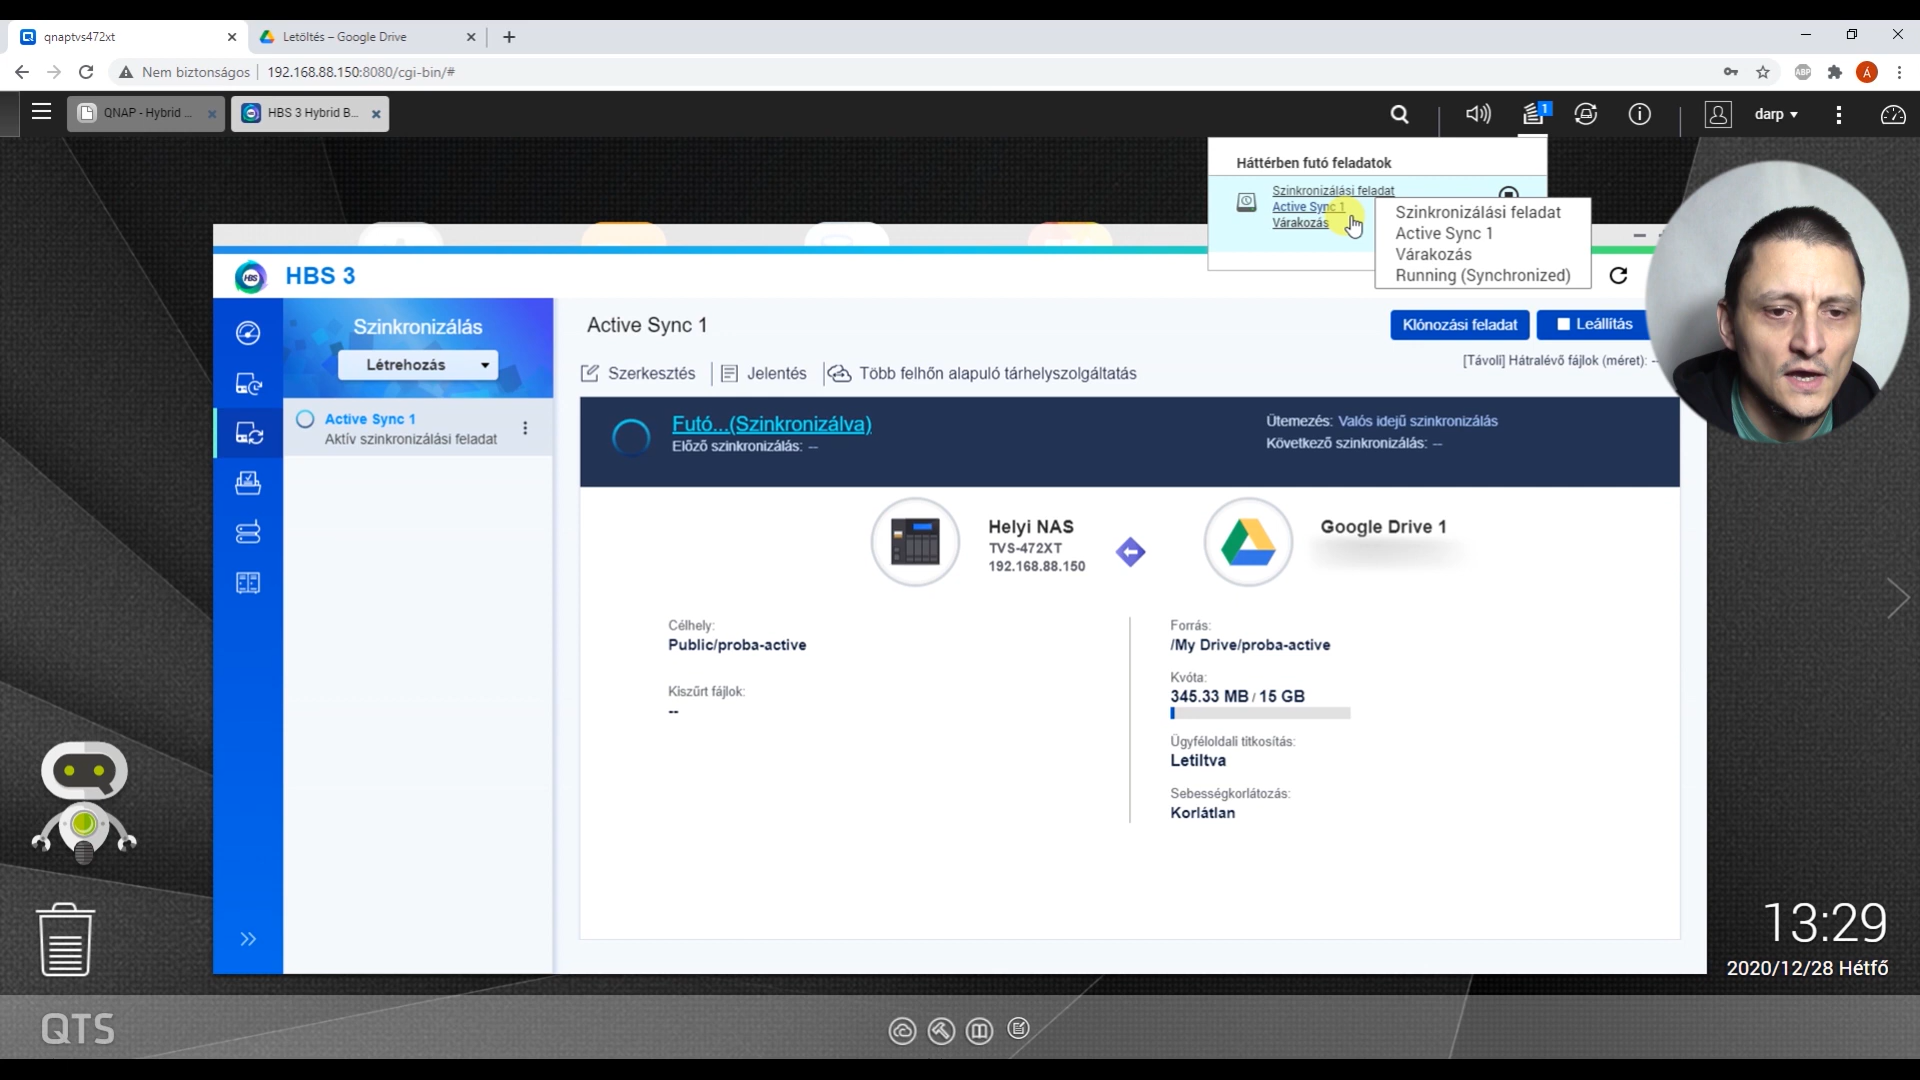 qnaptvs472xt
Letöltés – Google Drive
Nem biztonságos
192.168.88.150:8080/cgi-bin/#
ABP
Á
QNAP - Hybrid ...
HBS 3 Hybrid B...
1
darp
Háttérben futó feladatok
Szinkronizálási feladat
Active Sync 1
Várakozás
Szinkronizálási feladat
Active Sync 1
Várakozás
Running (Synchronized)
HBS
HBS 3
Szinkronizálás
Létrehozás
Active Sync 1
Aktív szinkronizálási feladat
Active Sync 1
Klónozási feladat
Leállítás
Szerkesztés
Jelentés
Több felhőn alapuló tárhelyszolgáltatás
[Távoli] Hátralévő fájlok (méret): --
Futó...(Szinkronizálva)
Előző szinkronizálás: --
Ütemezés: Valós idejű szinkronizálás
Következő szinkronizálás: --
Helyi NAS
TVS-472XT
192.168.88.150
Google Drive 1
Célhely:
Public/proba-active
Kiszűrt fájlok:
--
Forrás:
/My Drive/proba-active
Kvóta:
345.33 MB / 15 GB
Ügyféloldali titkosítás:
Letiltva
Sebességkorlátozás:
Korlátlan
13:29
2020/12/28 Hétfő
QTS